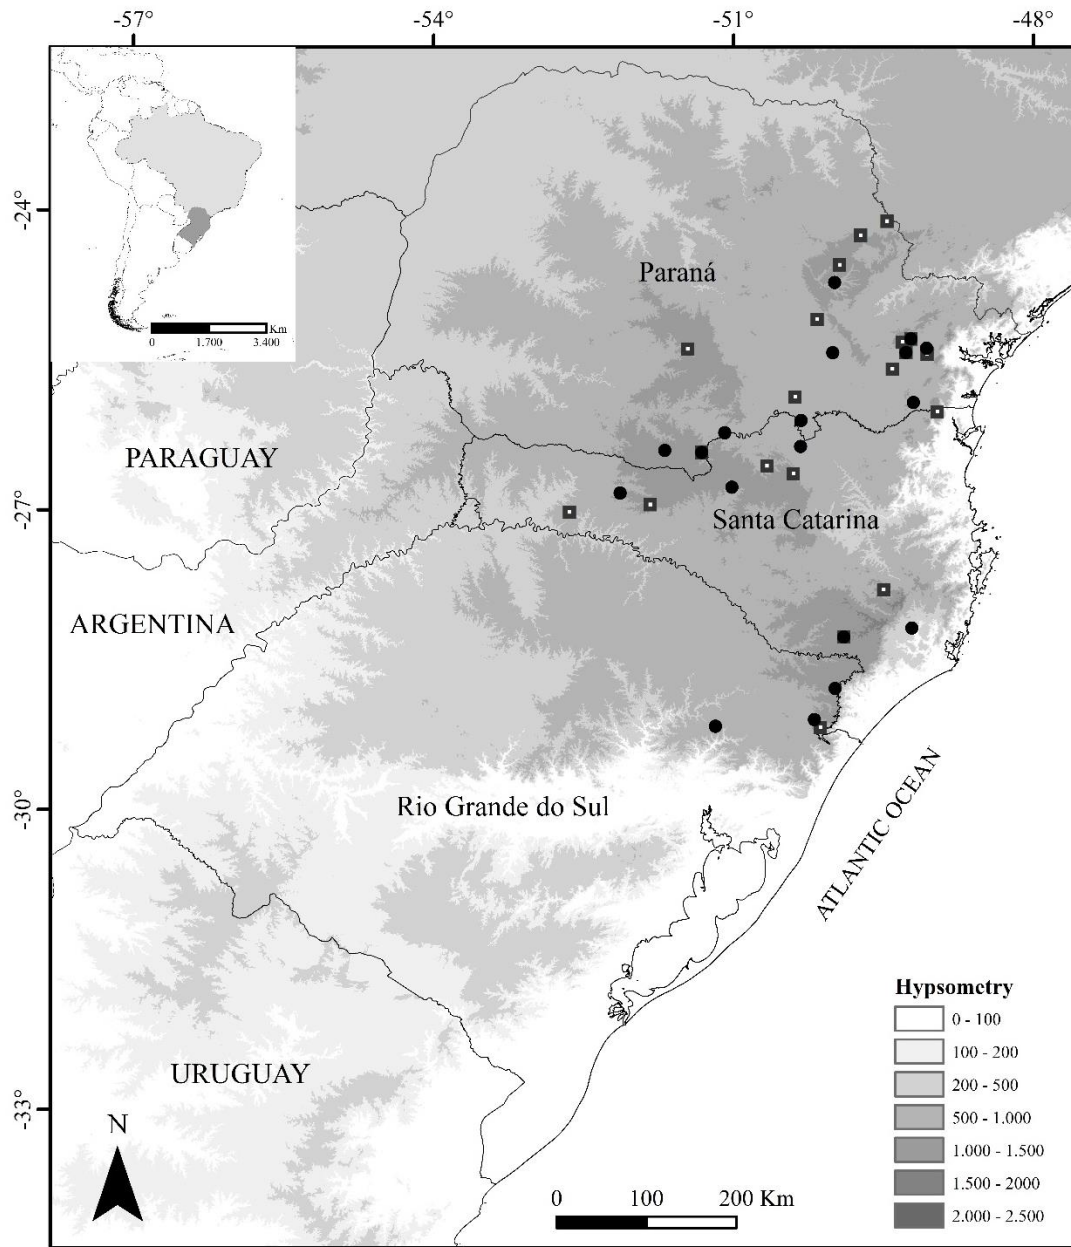 -57°
-54°
-51°
-48°
-24°
-27°
-30°
-33°
Km
0
1.700
3.400
Paraná
PARAGUAY
Santa Catarina
ARGENTINA
Rio Grande do Sul
ATLANTIC OCEAN
URUGUAY
N
0
100
200 Km
Hypsometry
0 - 100
100 - 200
200 - 500
500 - 1.000
1.000 - 1.500
1.500 - 2000
2.000 - 2.500